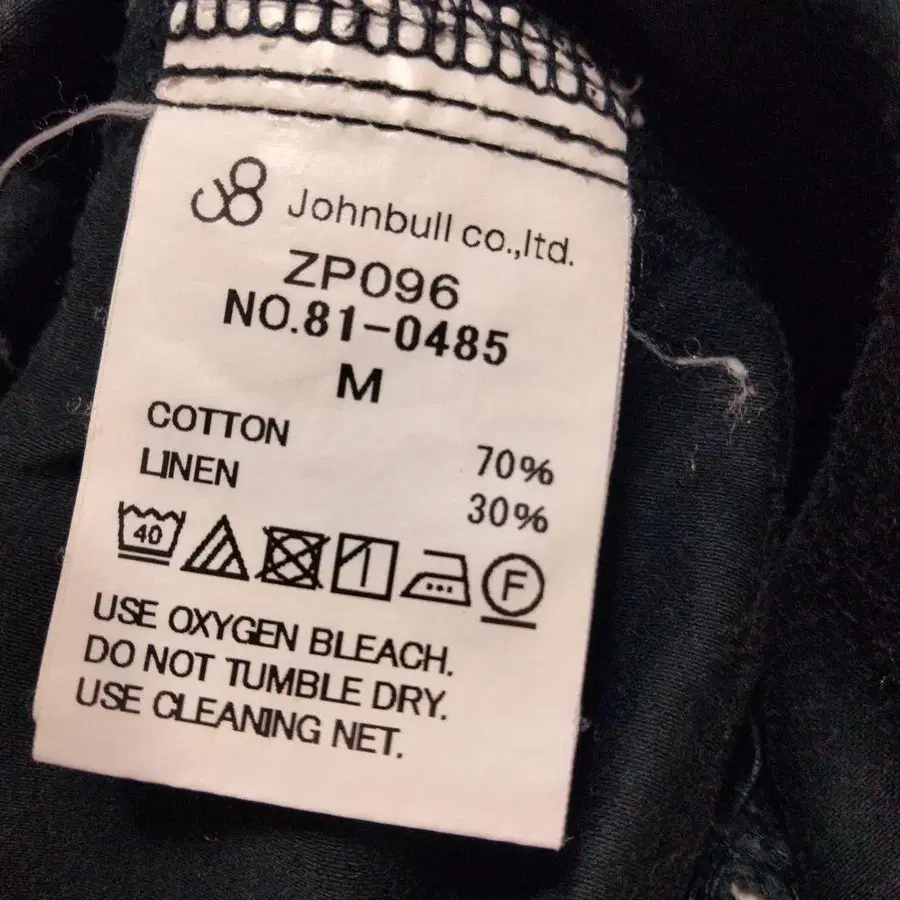 Johnbull co.,ltd.
ZP096
NO.81-0485
M
COTTON 70%
LINEN 30%
40 F
USE OXYGEN BLEACH.
DO NOT TUMBLE DRY.
USE CLEANING NET.